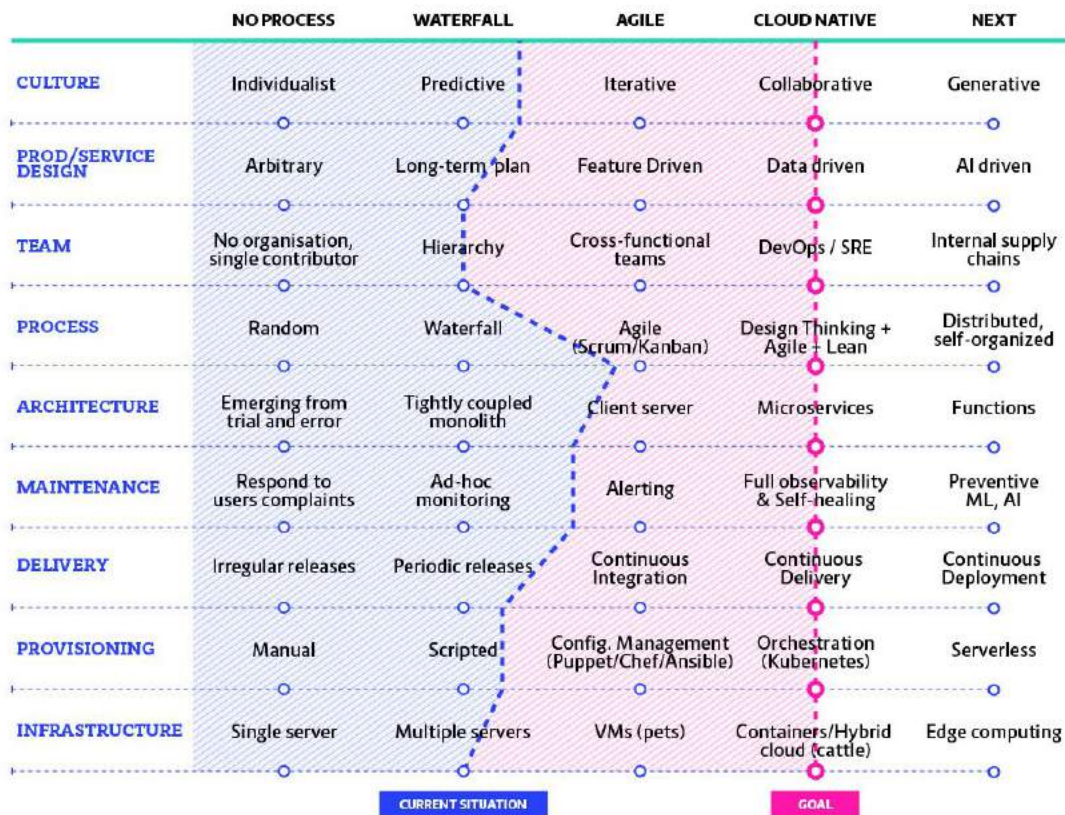 NO PROCESS WATERFALL AGILE CLOUD NATIVE NEXT
CULTURE Individualist Predictive Iterative Collaborative Generative
PROD/SERVICE
DESIGN Arbitrary Long-term plan Feature Driven Data driven AI driven
TEAM No organisation,
single contributor Hierarchy Cross-functional
teams DevOps / SRE Internal supply
chains
PROCESS Random Waterfall Agile
(Scrum/Kanban) Design Thinking +
Agile + Lean Distributed,
self-organized
ARCHITECTURE Emerging from
trial and error Tightly coupled
monolith Client server Microservices Functions
MAINTENANCE Respond to
users complaints Ad-hoc
monitoring Alerting Full observability
& Self-healing Preventive
ML, AI
DELIVERY Irregular releases Periodic releases Continuous
Integration Continuous
Delivery Continuous
Deployment
PROVISIONING Manual Scripted Config. Management
(Puppet/Chef/Ansible) Orchestration
(Kubernetes) Serverless
INFRASTRUCTURE Single server Multiple servers VMs (pets) Containers/Hybrid
cloud (cattle) Edge computing
CURRENT SITUATION GOAL